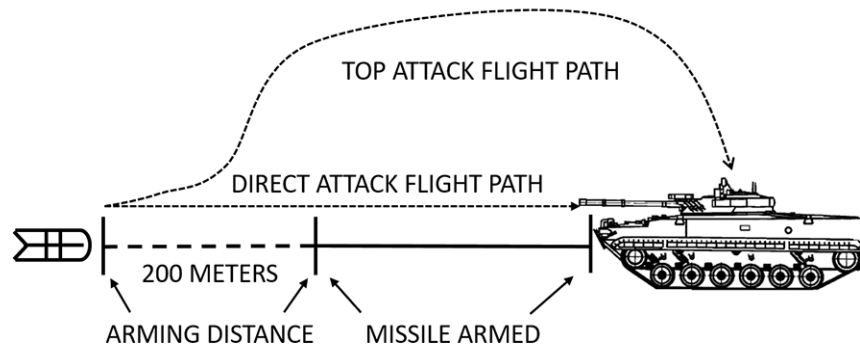 TOP ATTACK FLIGHT PATH
DIRECT ATTACK FLIGHT PATH
200 METERS
ARMING DISTANCE
MISSILE ARMED